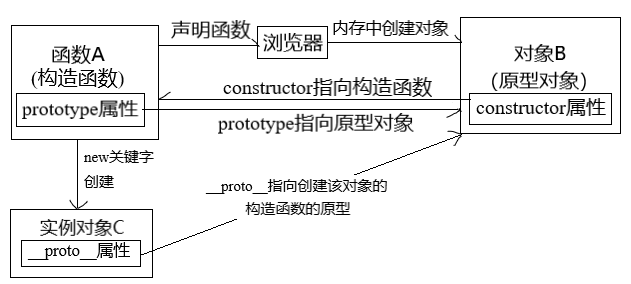 函数A
(构造函数)
prototype属性
声明函数
浏览器
内存中创建对象
对象B
(原型对象)
constructor属性
constructor指向构造函数
prototype指向原型对象
new关键字
创建
__proto__指向创建该对象的
构造函数的原型
实例对象C
__proto__属性